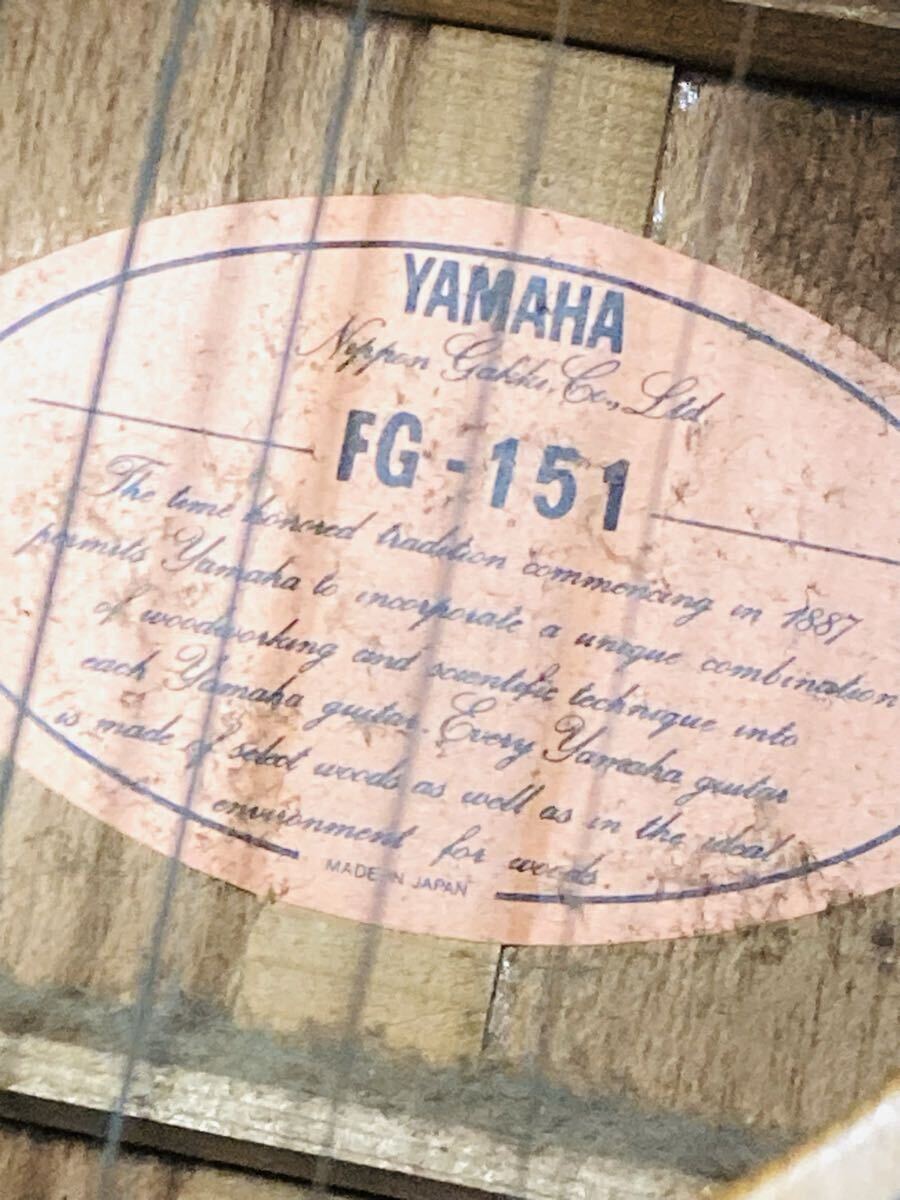 YAMAHA
Nippon Gakki, Co., Ltd.
FG-151
The time honored tradition commencing in 1887
permits Yamaha to incorporate a unique combination
of woodworking and scientific technique into
each Yamaha guitar. Every Yamaha guitar
is made of select woods as well as in the ideal
environment for woods.
MADE IN JAPAN